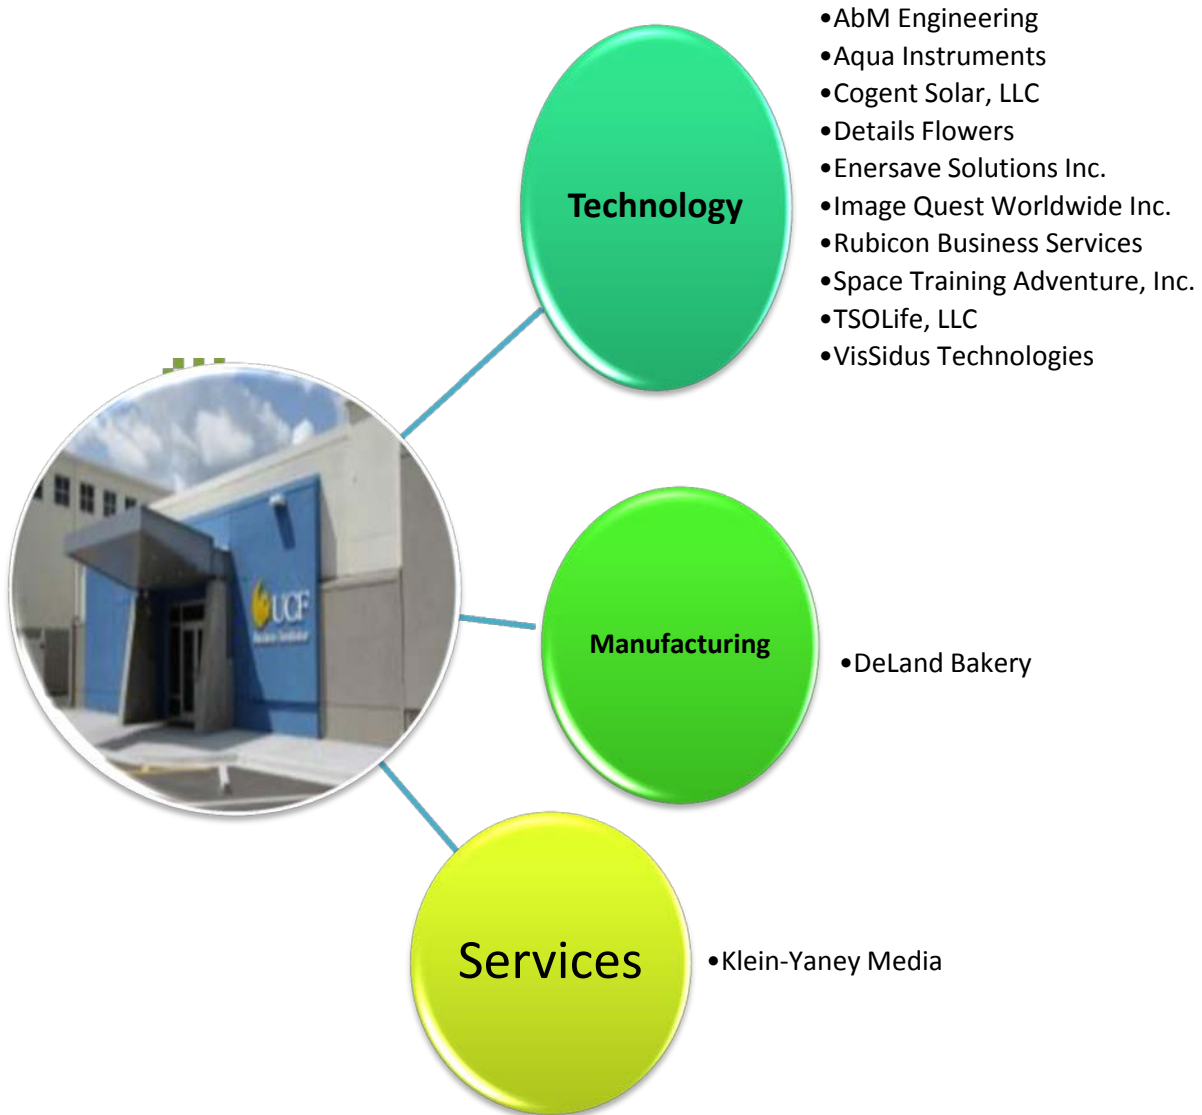 •AbM Engineering
•Aqua Instruments
•Cogent Solar, LLC
•Details Flowers
•Enersave Solutions Inc.
•Image Quest Worldwide Inc.
•Rubicon Business Services
•Space Training Adventure, Inc.
•TSOLife, LLC
•VisSidus Technologies
Technology
UCF
Manufacturing
•DeLand Bakery
Services
•Klein-Yaney Media